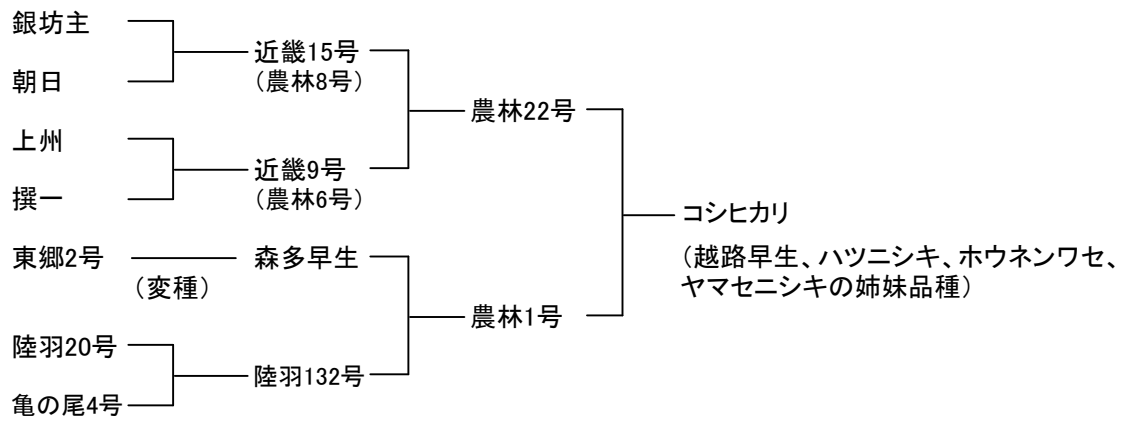 銀坊主
朝日
近畿15号
(農林8号)
上州
撰一
近畿9号
(農林6号)
農林22号
東郷2号
(変種)
森多早生
陸羽20号
亀の尾4号
陸羽132号
農林1号
コシヒカリ
(越路早生、ハツニシキ、ホウネンワセ、
ヤマセニシキの姉妹品種)